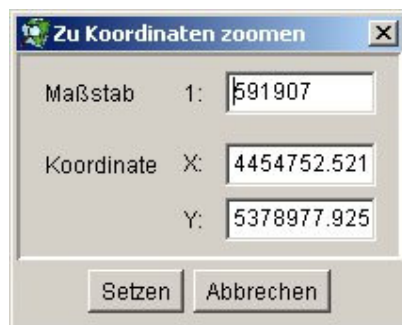 Zu Koordinaten zoomen
Maßstab 1: 591907
Koordinate X: 4454752.521
Y: 5378977.925
Setzen Abbrechen